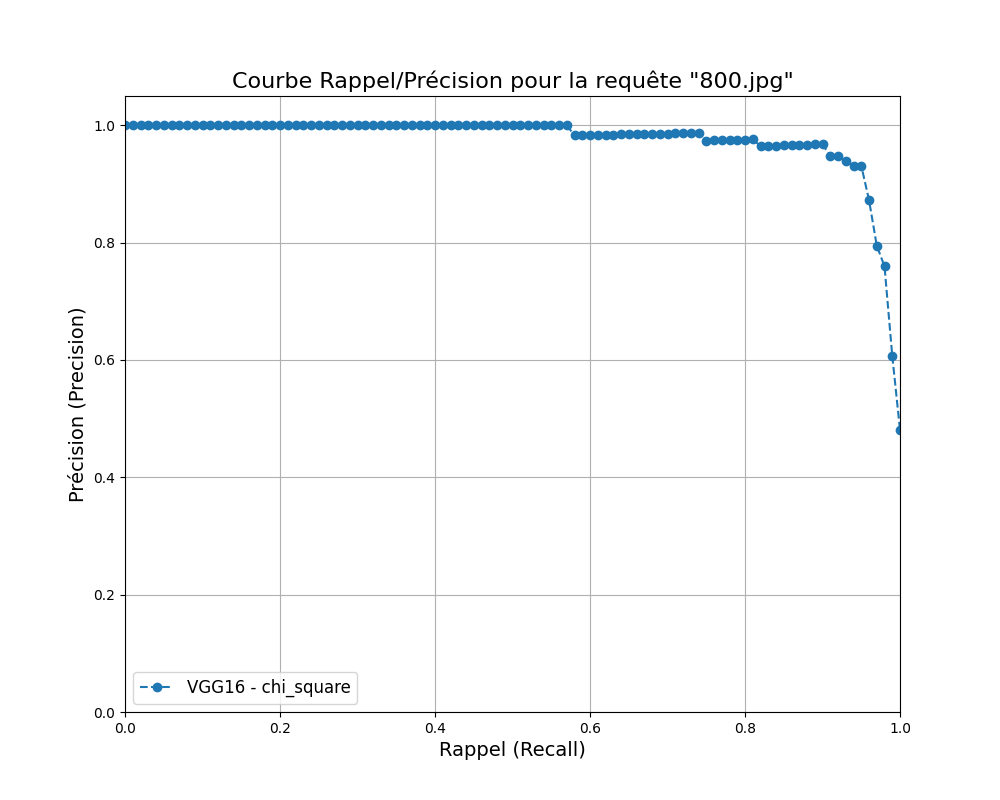 Courbe Rappel/Précision pour la requête "800.jpg"
1.0
0.8
0.6
0.4
0.2
0.0
Précision (Precision)
VGG16 - chi_square
0.0 0.2 0.4 0.6 0.8 1.0
Rappel (Recall)